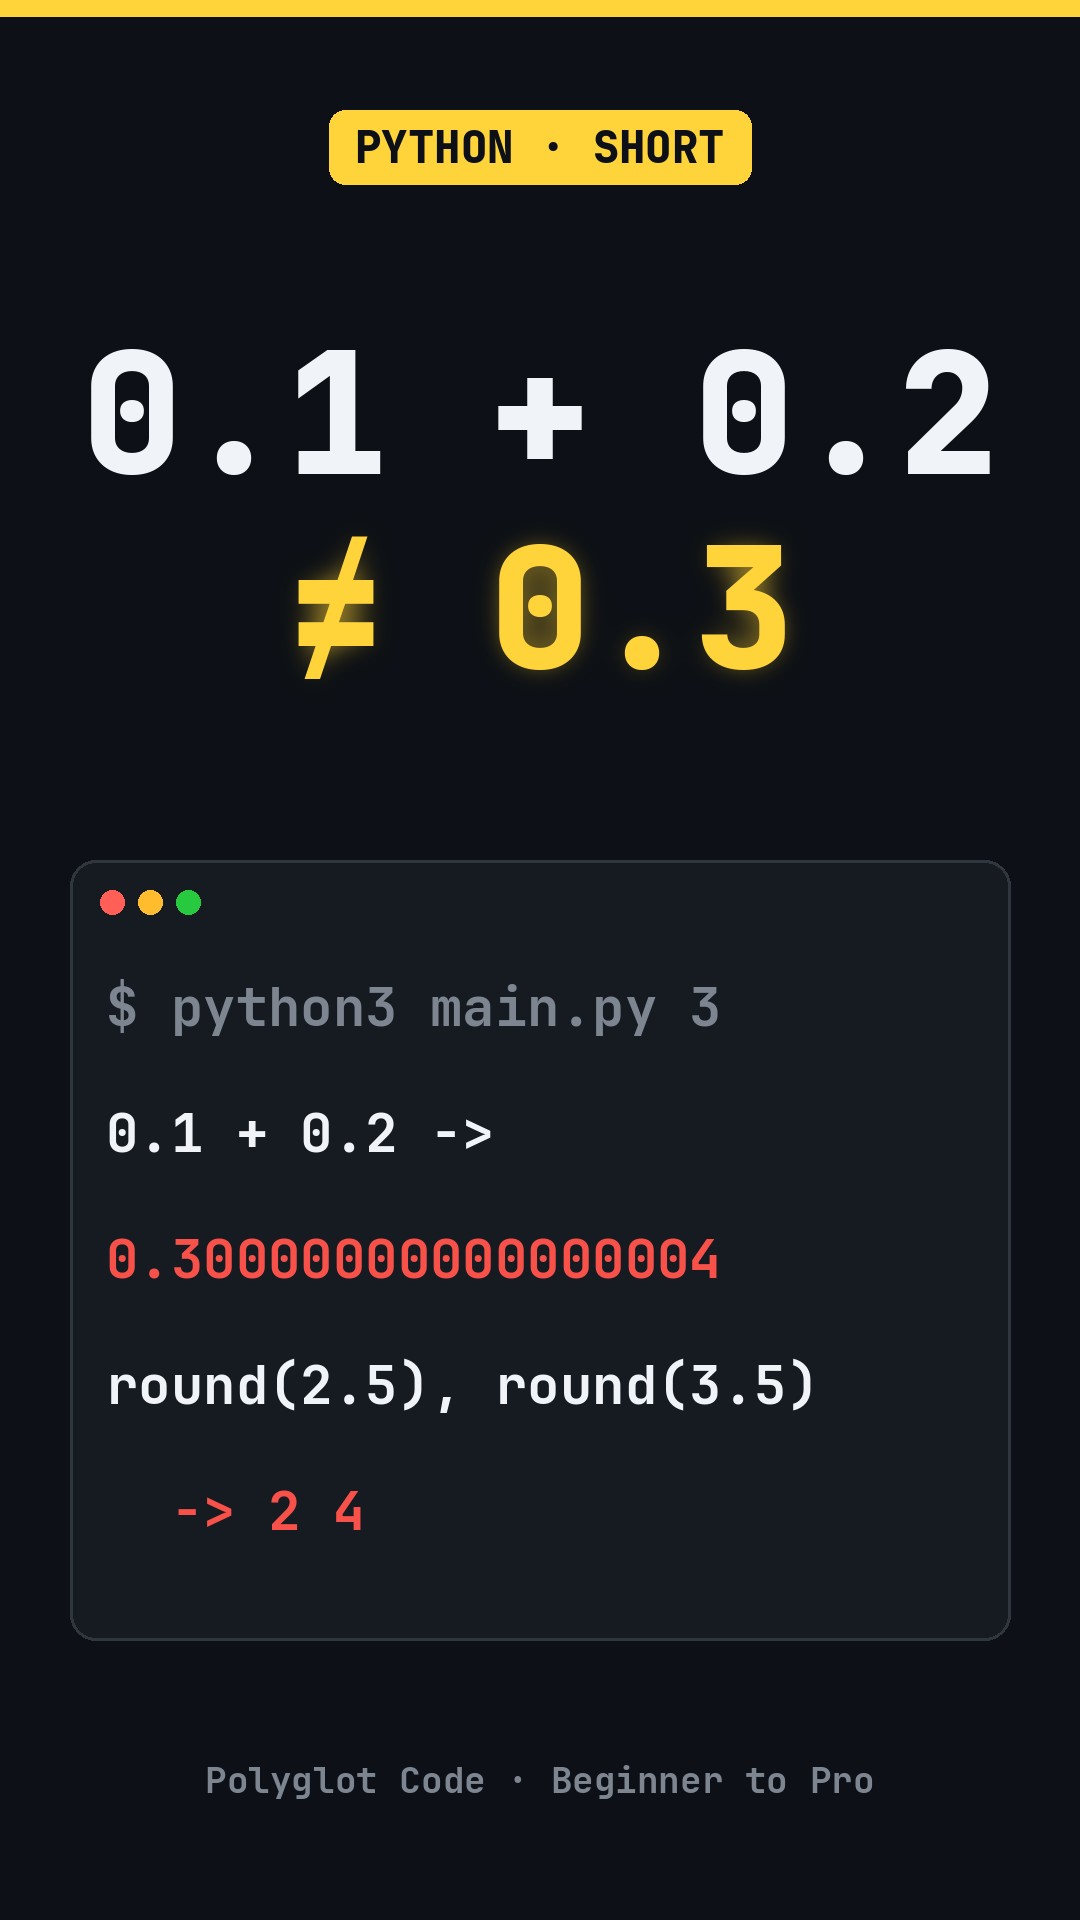 PYTHON · SHORT
0.1 + 0.2
≠ 0.3
$ python3 main.py 3
0.1 + 0.2 ->
0.30000000000000004
round(2.5), round(3.5)
-> 2 4
Polyglot Code · Beginner to Pro